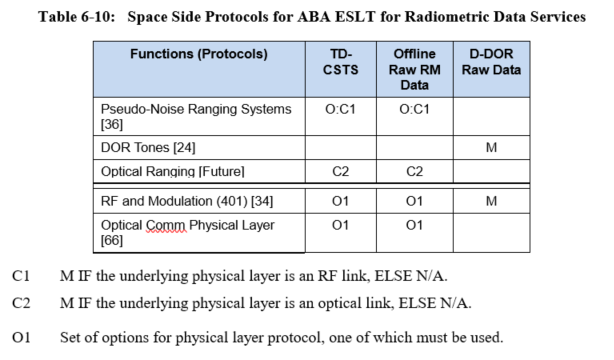 Table 6-10: Space Side Protocols for ABA ESLT for Radiometric Data Services
Functions (Protocols) TD-CSTS Offline Raw RM Data D-DOR Raw Data
Pseudo-Noise Ranging Systems [36] O:C1 O:C1
DOR Tones [24] M
Optical Ranging [Future] C2 C2
RF and Modulation (401) [34] O1 O1 M
Optical Comm Physical Layer [66] O1 O1
C1 M IF the underlying physical layer is an RF link, ELSE N/A.
C2 M IF the underlying physical layer is an optical link, ELSE N/A.
O1 Set of options for physical layer protocol, one of which must be used.